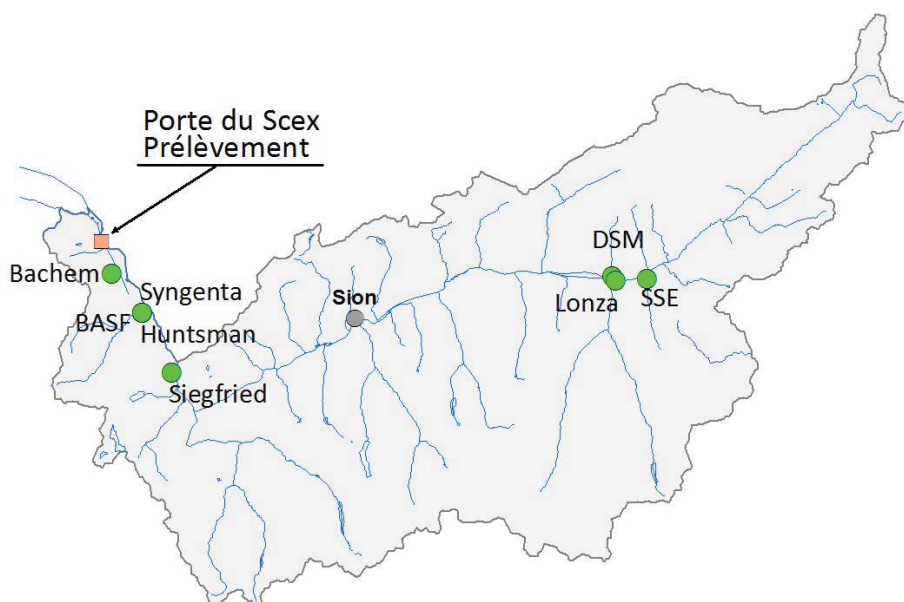 Porte du Scex
Prélèvement
Bachem
Syngenta
BASF
Huntsman
Siegfried
Sion
DSM
Lonza
SSE